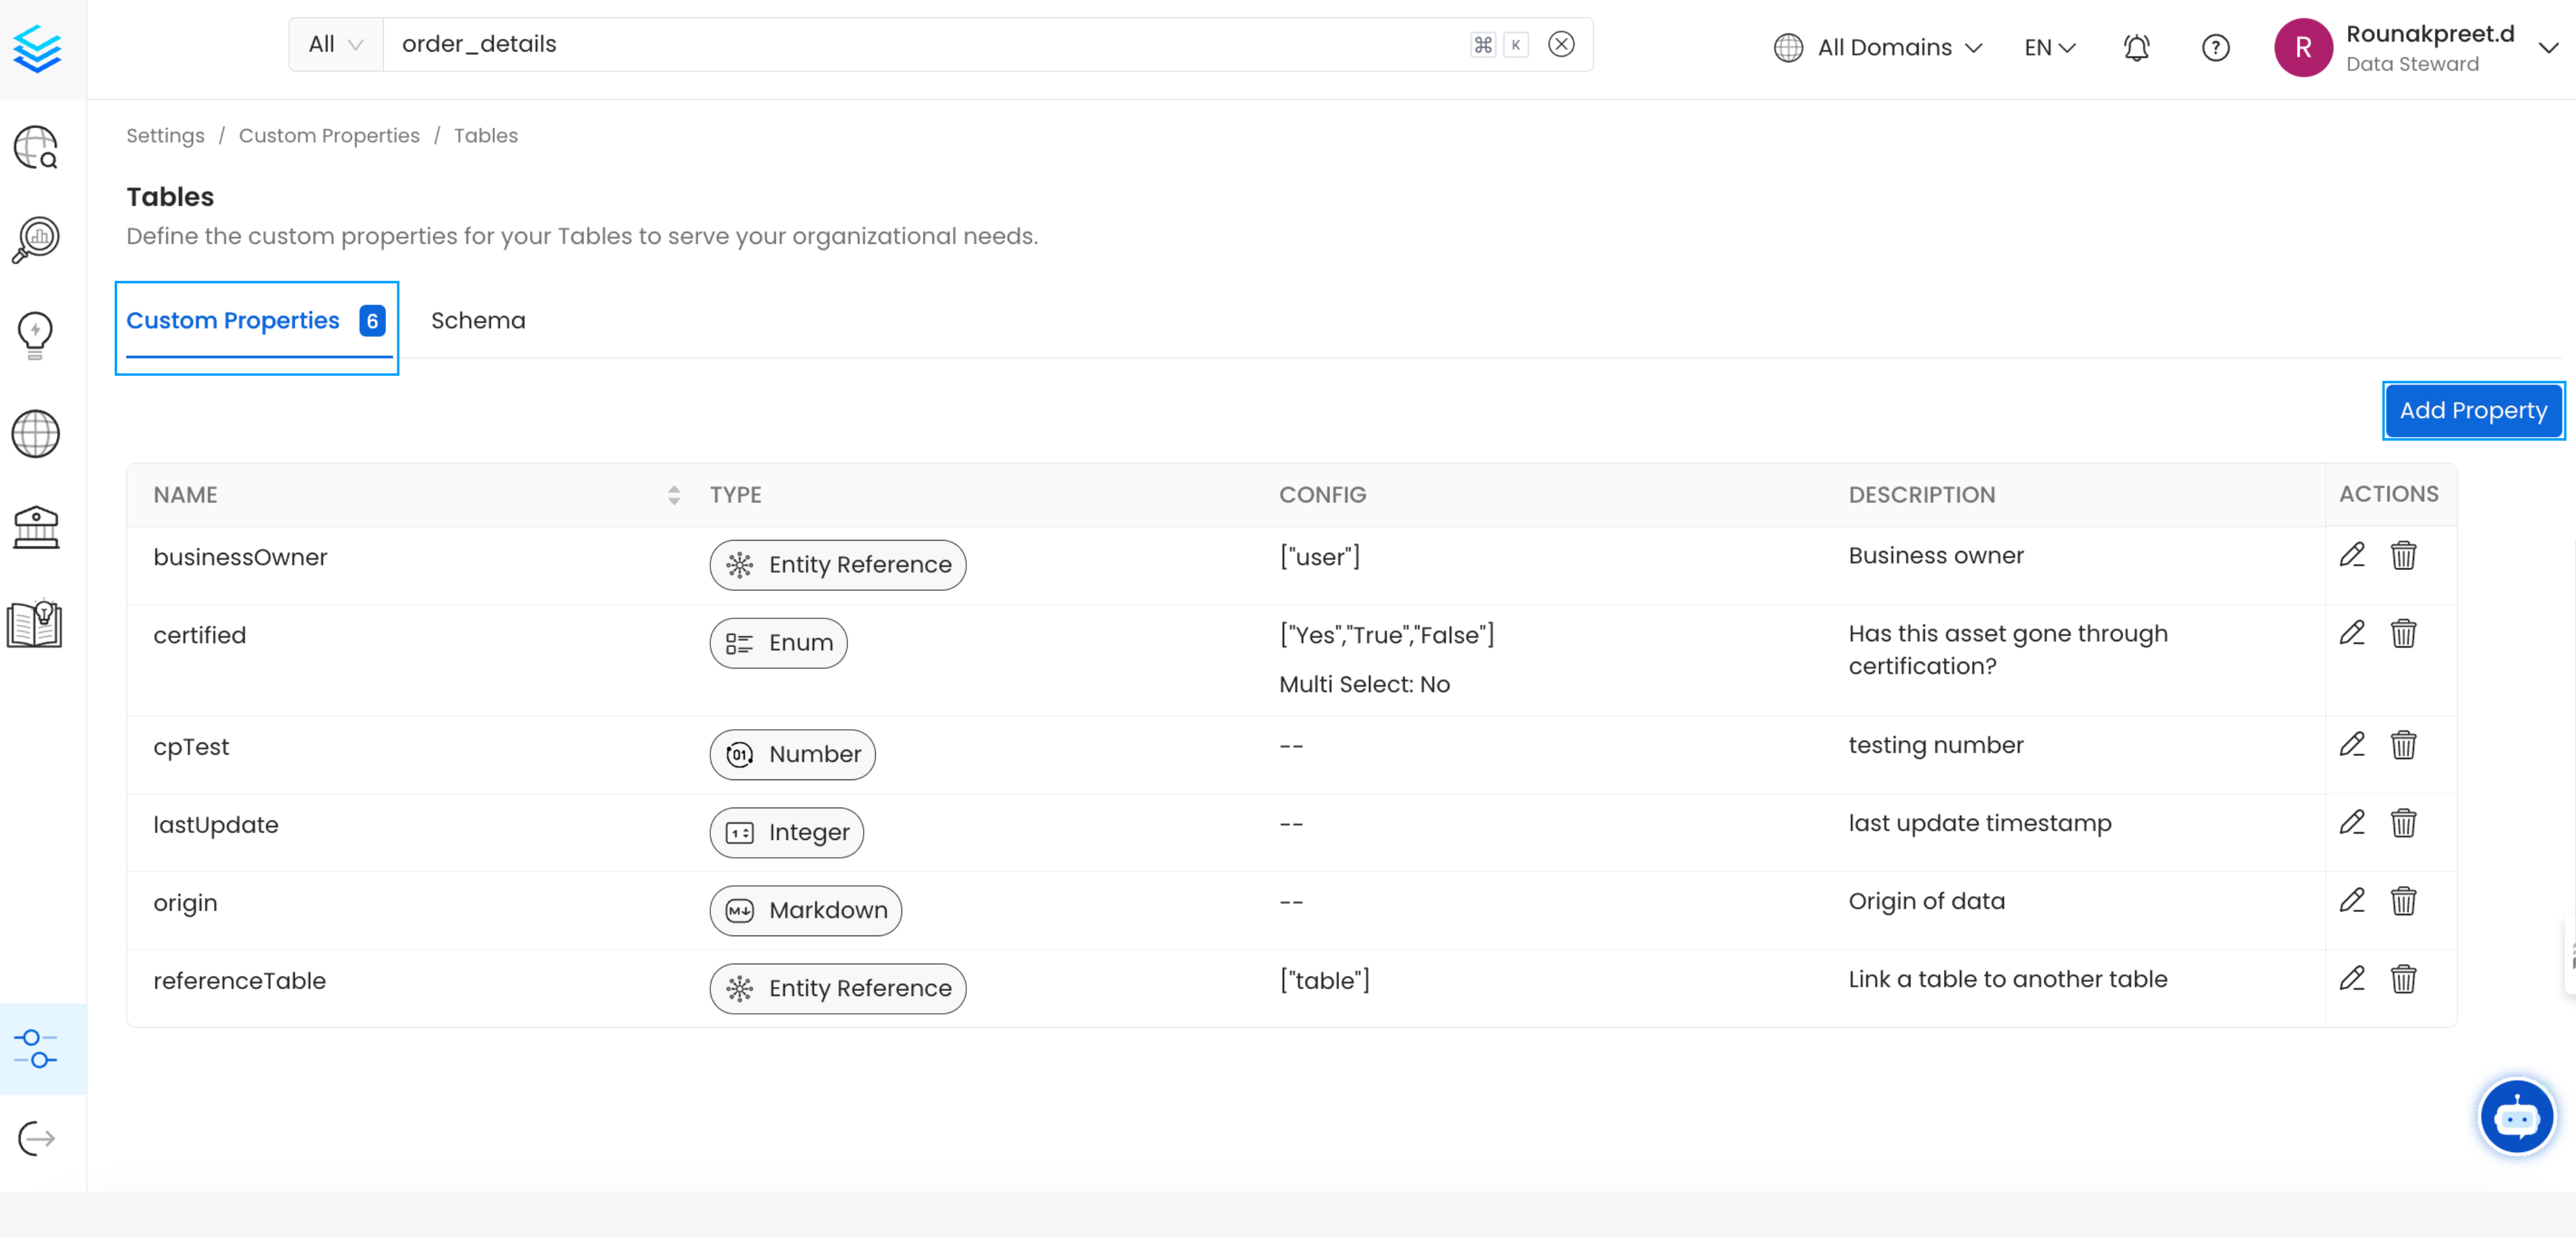 All order_details ⌘ K All Domains EN R Rounakpreet.d
Data Steward
Settings / Custom Properties / Tables
Tables
Define the custom properties for your Tables to serve your organizational needs.
Custom Properties 6 Schema
Add Property
NAME TYPE CONFIG DESCRIPTION ACTIONS
businessOwner Entity Reference ["user"] Business owner
certified Enum ["Yes","True","False"] Has this asset gone through
certification?
Multi Select: No
cpTest Number -- testing number
lastUpdate Integer -- last update timestamp
origin Markdown -- Origin of data
referenceTable Entity Reference ["table"] Link a table to another table